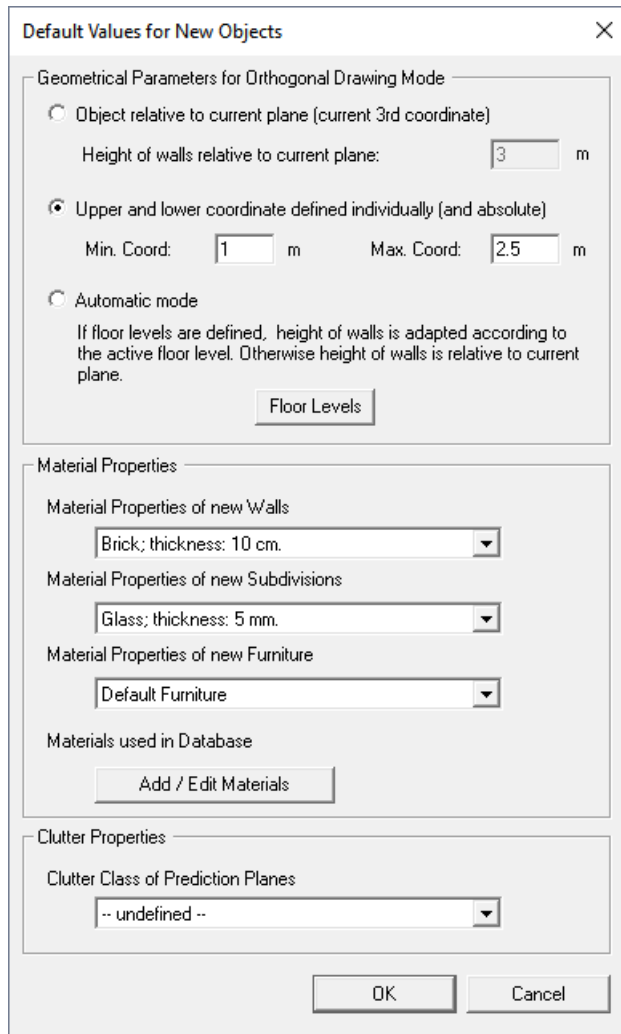 Default Values for New Objects
Geometrical Parameters for Orthogonal Drawing Mode
Object relative to current plane (current 3rd coordinate)
Height of walls relative to current plane: 3 m
Upper and lower coordinate defined individually (and absolute)
Min. Coord: 1 m Max. Coord: 2.5 m
Automatic mode
If floor levels are defined, height of walls is adapted according to
the active floor level. Otherwise height of walls is relative to current
plane.
Floor Levels
Material Properties
Material Properties of new Walls
Brick; thickness: 10 cm.
Material Properties of new Subdivisions
Glass; thickness: 5 mm.
Material Properties of new Furniture
Default Furniture
Materials used in Database
Add / Edit Materials
Clutter Properties
Clutter Class of Prediction Planes
-- undefined --
OK Cancel